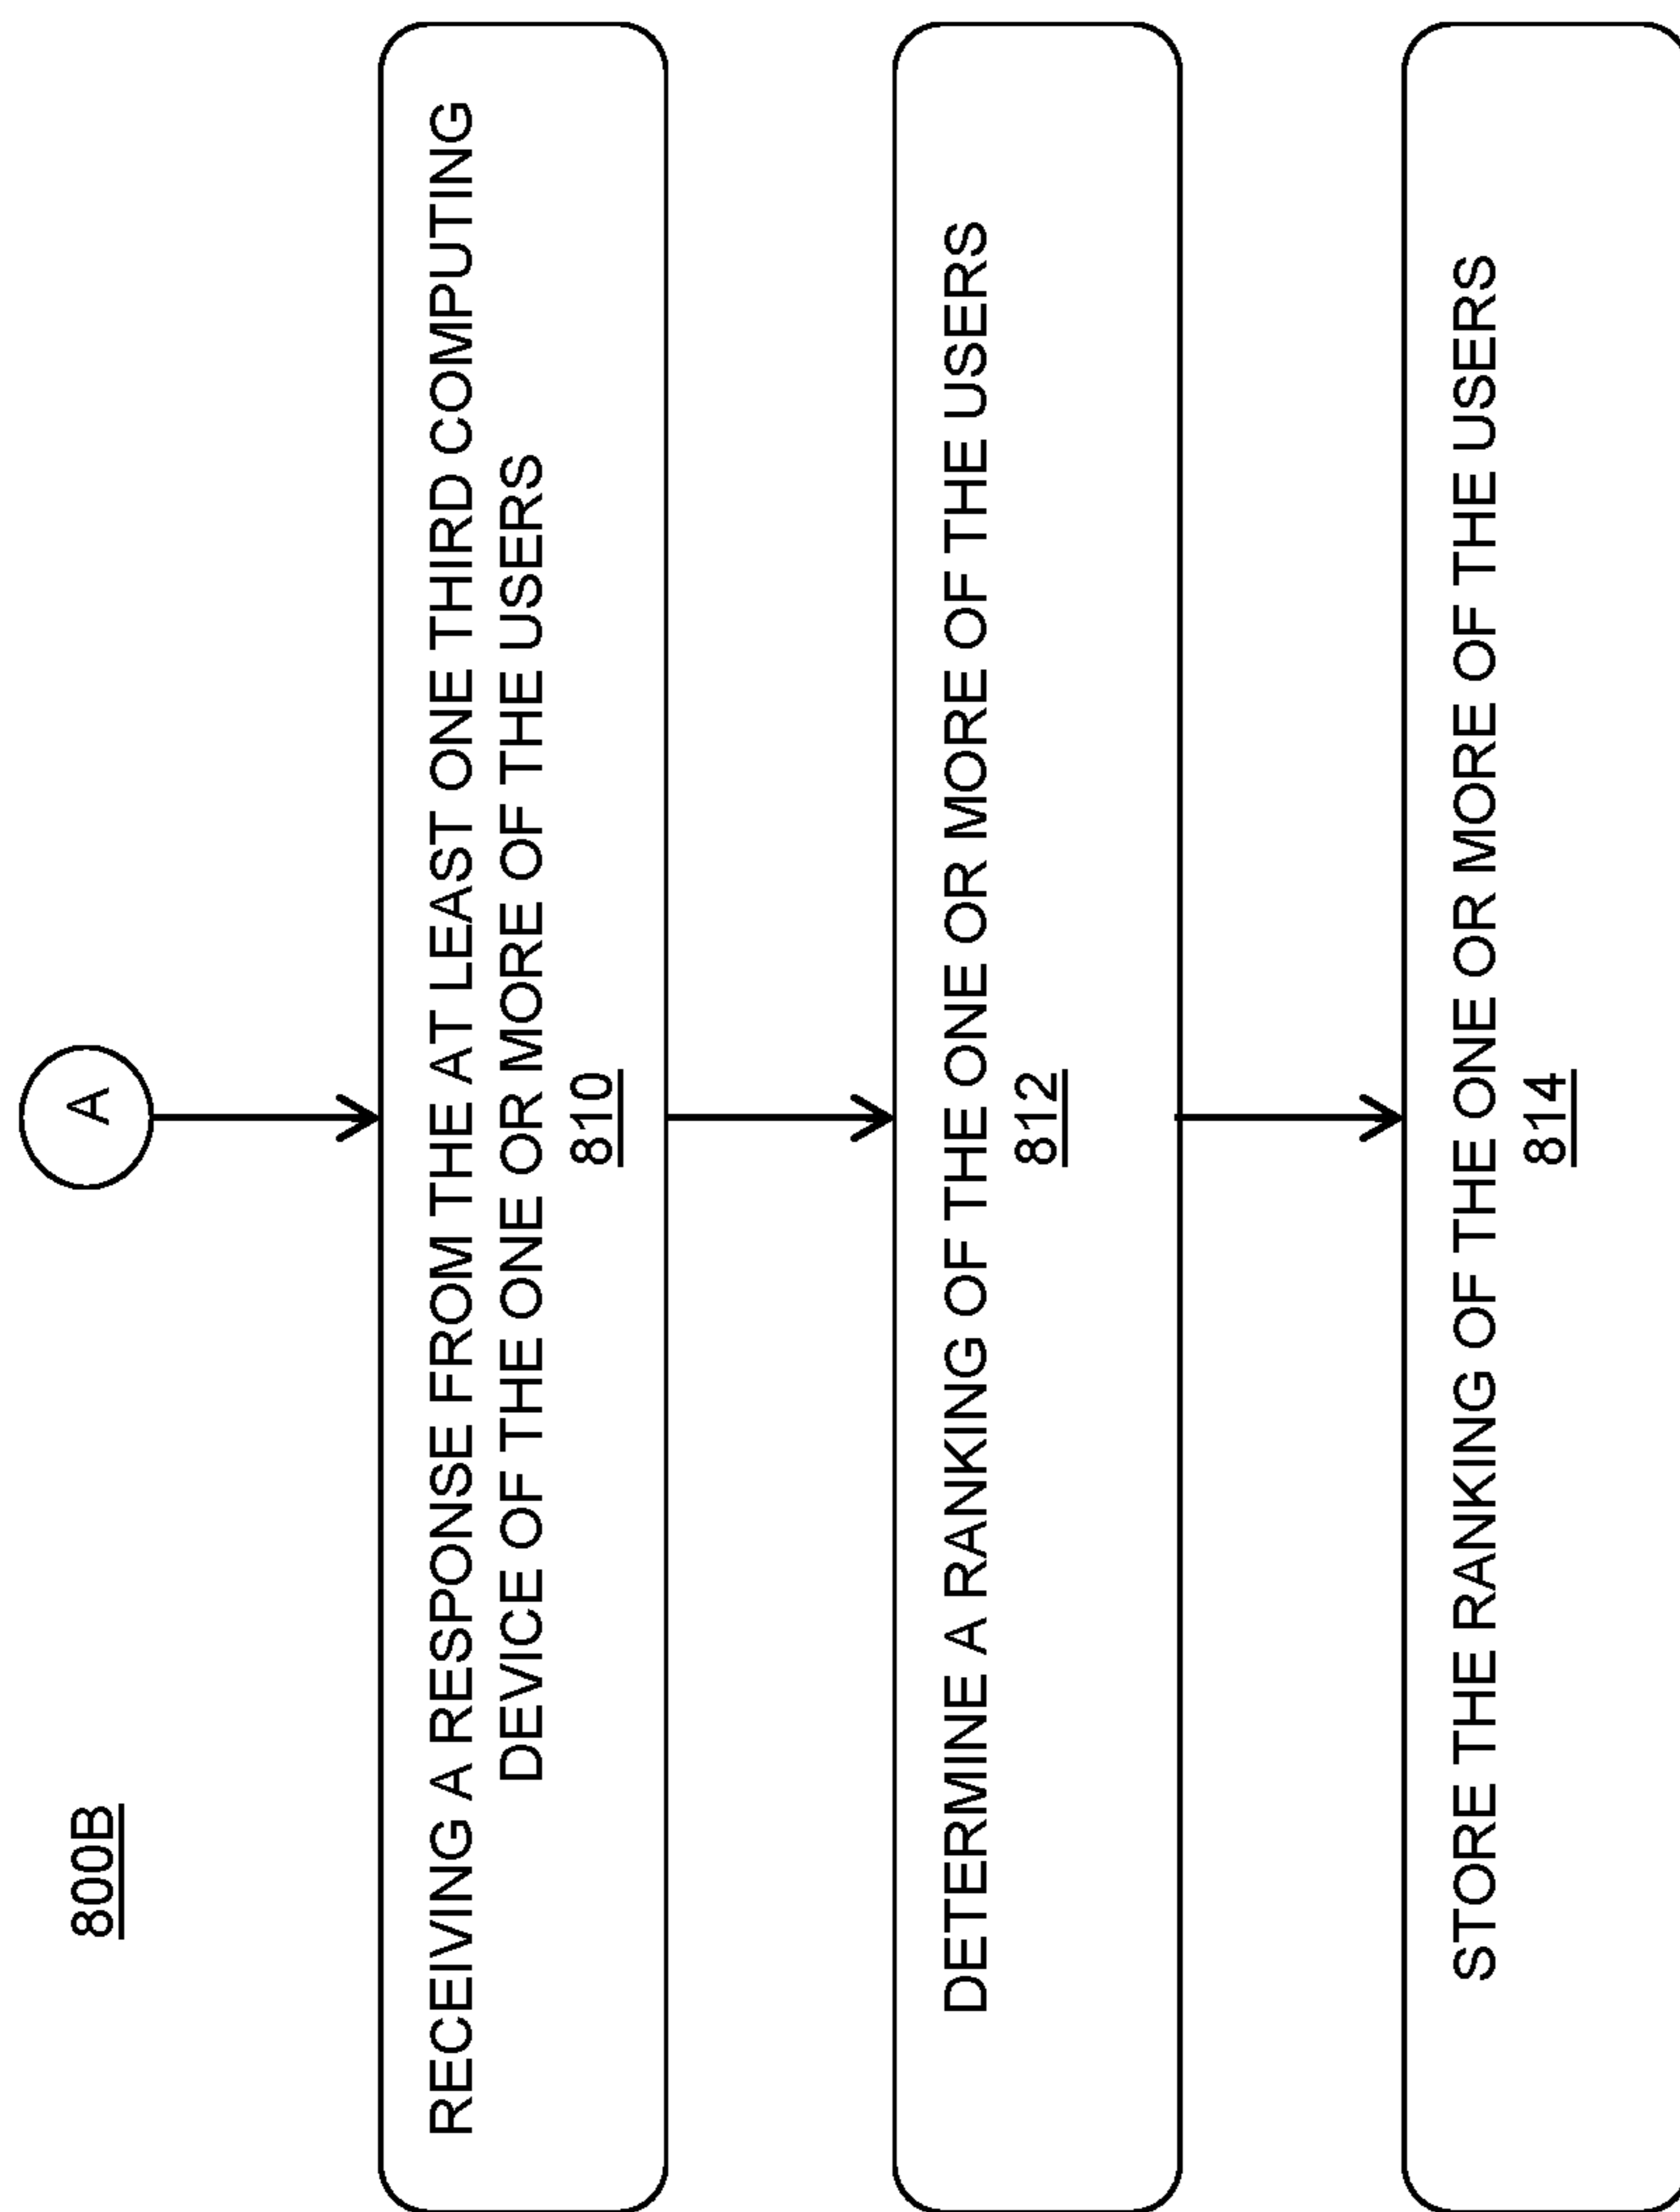 800B
A
RECEIVING A RESPONSE FROM THE AT LEAST ONE THIRD COMPUTING
DEVICE OF THE ONE OR MORE OF THE USERS
810
DETERMINE A RANKING OF THE ONE OR MORE OF THE USERS
812
STORE THE RANKING OF THE ONE OR MORE OF THE USERS
814